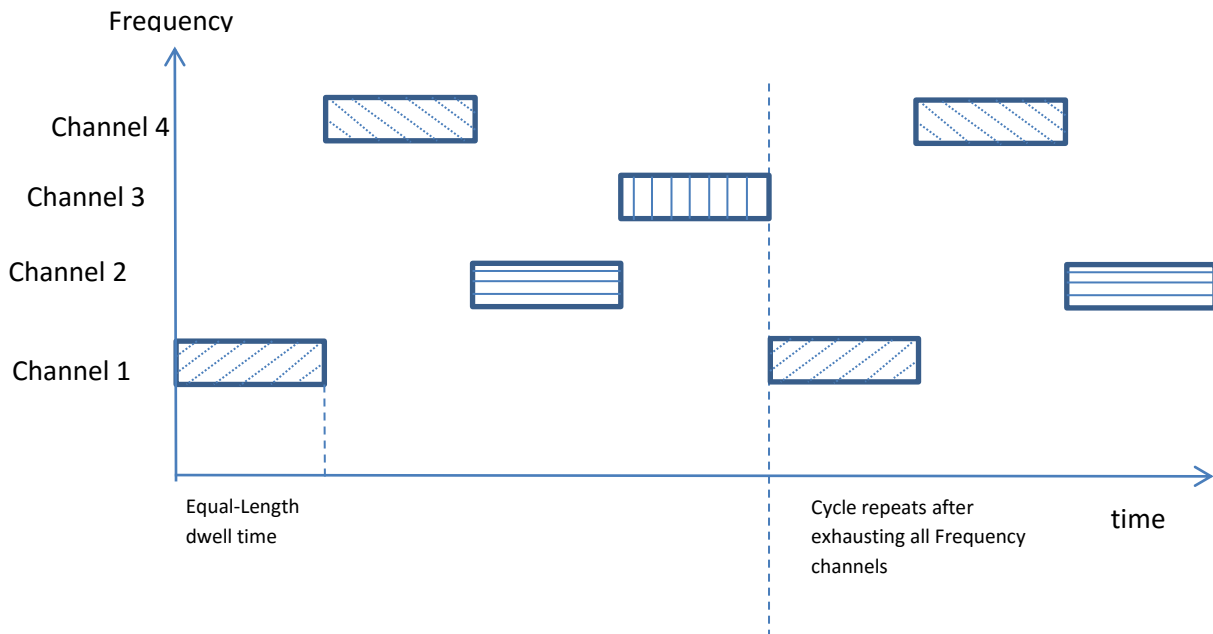 Frequency
Channel 4
Channel 3
Channel 2
Channel 1
Equal-Length
dwell time
Cycle repeats after
exhausting all Frequency
channels
time